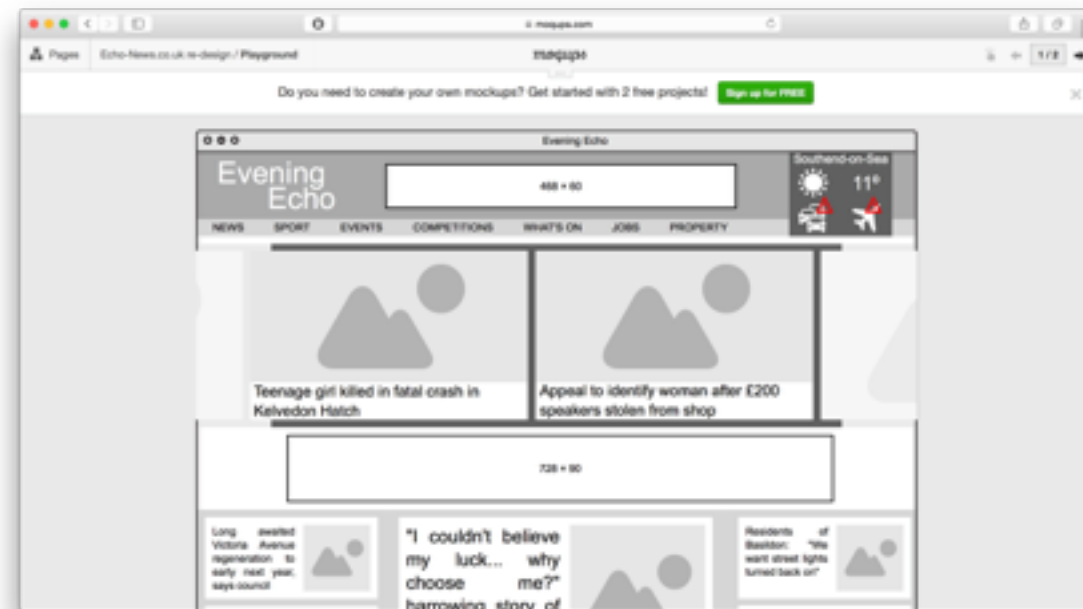 moqups.com
Pages
Echo-News.co.uk re-design / Playground
moqups
1 / 2
Do you need to create your own mockups? Get started with 2 free projects!
Sign up for FREE
Evening Echo
Evening
Echo
468 × 60
Southend-on-Sea
11°
NEWS SPORT EVENTS COMPETITIONS WHAT'S ON JOBS PROPERTY
Teenage girl killed in fatal crash in
Kelvedon Hatch
Appeal to identify woman after £200
speakers stolen from shop
728 × 90
Long awaited
Victoria Avenue
regeneration to
early next year,
says council
"I couldn't believe
my luck... why
choose me?"
harrowing story of
Residents of
Basildon: "We
want street lights
turned back on"